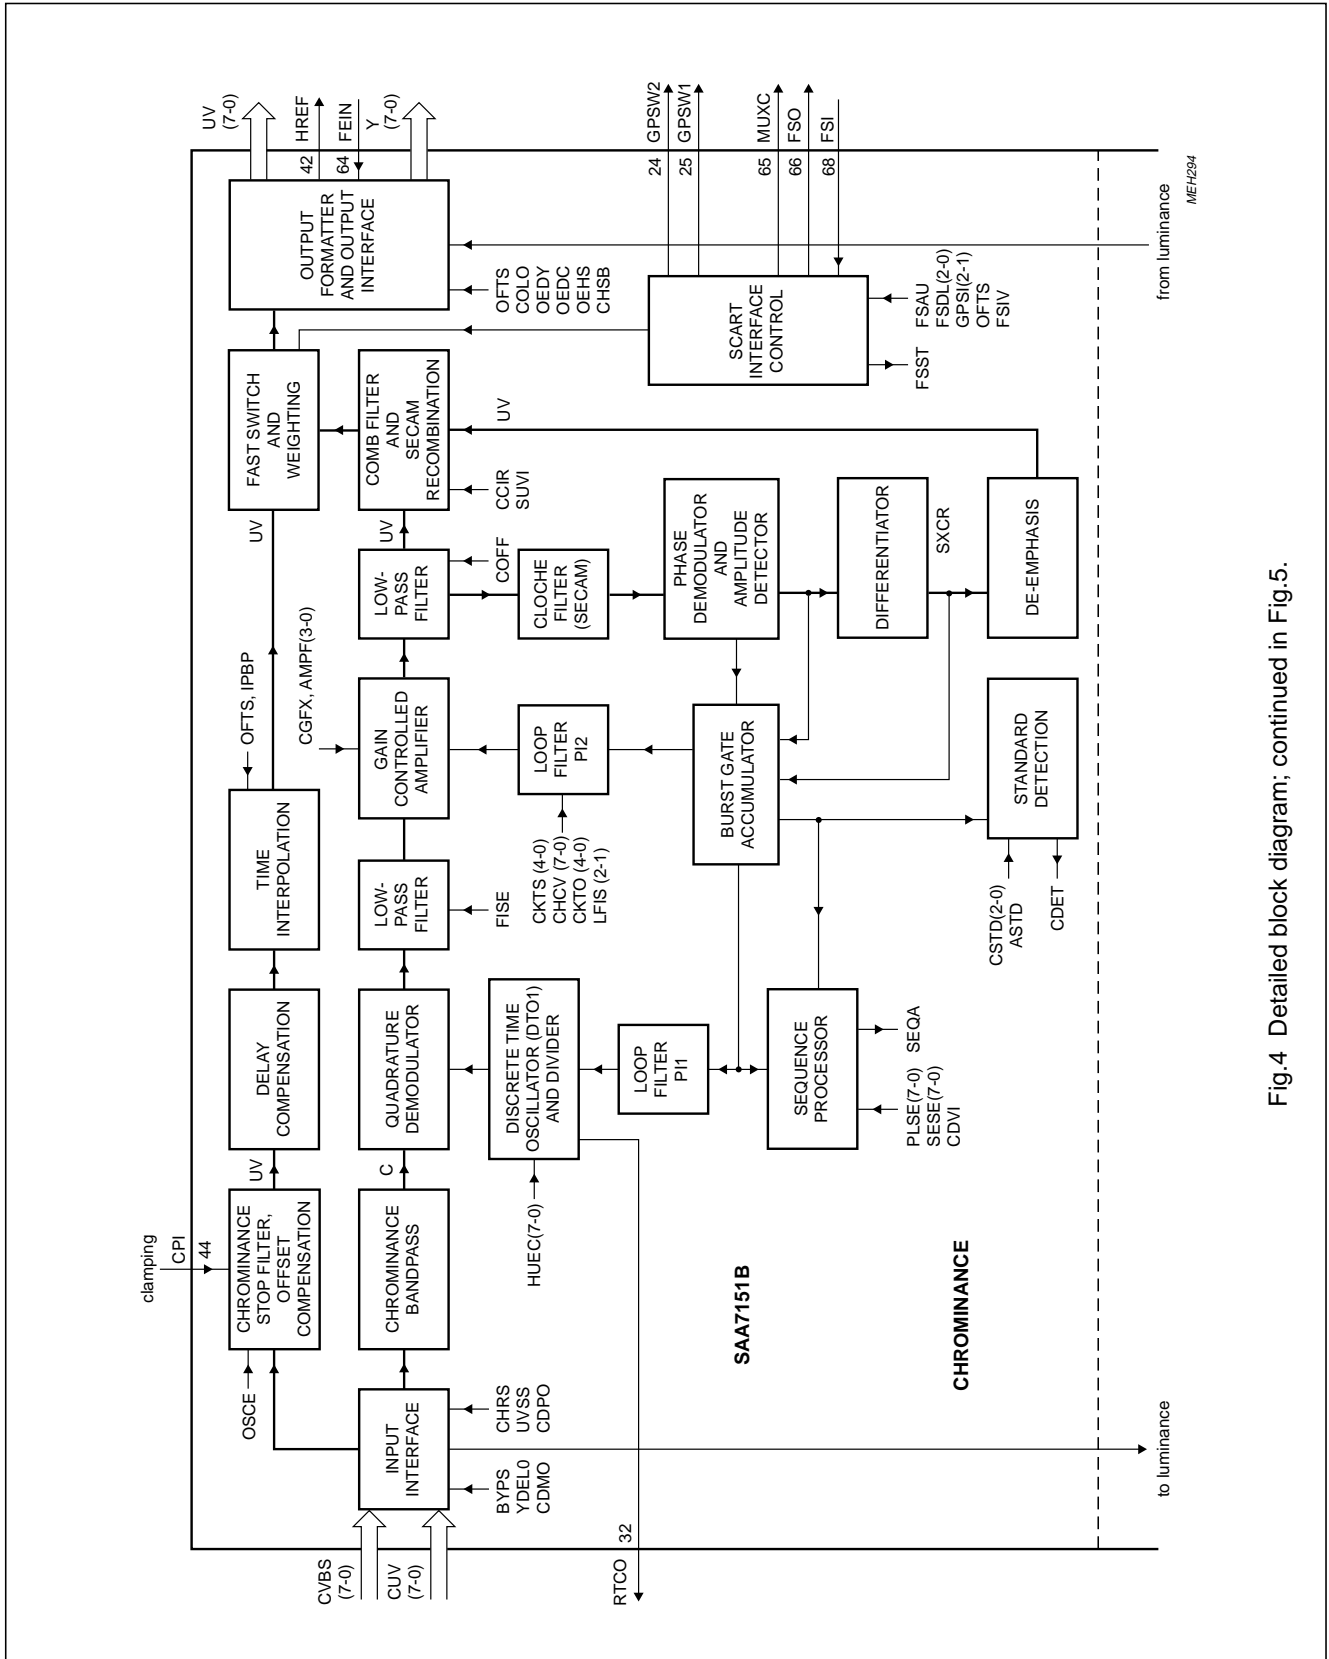 clamping
CPI
44
OSCE
CHROMINANCE
STOP FILTER,
OFFSET
COMPENSATION
UV
DELAY
COMPENSATION
TIME
INTERPOLATION
OFTS, IPBP
UV
FAST SWITCH
AND
WEIGHTING
OUTPUT
FORMATTER
AND OUTPUT
INTERFACE
UV
(7-0)
42
HREF
64
FEIN
Y
(7-0)
OFTS
COLO
OEDY
OEDC
OEHS
CHSB
CVBS
(7-0)
CUV
(7-0)
INPUT
INTERFACE
BYPS
YDEL0
CDMO
CHRS
UVSS
CDPO
CHROMINANCE
BANDPASS
C
QUADRATURE
DEMODULATOR
LOW-
PASS
FILTER
FISE
CGFX, AMPF(3-0)
GAIN
CONTROLLED
AMPLIFIER
LOW-
PASS
FILTER
COFF
UV
COMB FILTER
AND
SECAM
RECOMBINATION
CCIR
SUVI
UV
HUEC(7-0)
DISCRETE TIME
OSCILLATOR (DTO1)
AND DIVIDER
LOOP
FILTER
PI2
CKTS (4-0)
CHCV (7-0)
CKTO (4-0)
LFIS (2-1)
CLOCHE
FILTER
(SECAM)
RTCO
32
LOOP
FILTER
PI1
BURST GATE
ACCUMULATOR
PHASE
DEMODULATOR
AND
AMPLITUDE
DETECTOR
SCART
INTERFACE
CONTROL
24
GPSW2
25
GPSW1
65
MUXC
66
FSO
68
FSI
FSST
FSAU
FSDL(2-0)
GPSI(2-1)
OFTS
FSIV
SEQUENCE
PROCESSOR
PLSE(7-0)
SESE(7-0)
CDVI
SEQA
DIFFERENTIATOR
SXCR
STANDARD
DETECTION
CSTD(2-0)
ASTD
CDET
DE-EMPHASIS
SAA7151B
CHROMINANCE
to luminance
from luminance
MEH294
Fig.4 Detailed block diagram; continued in Fig.5.